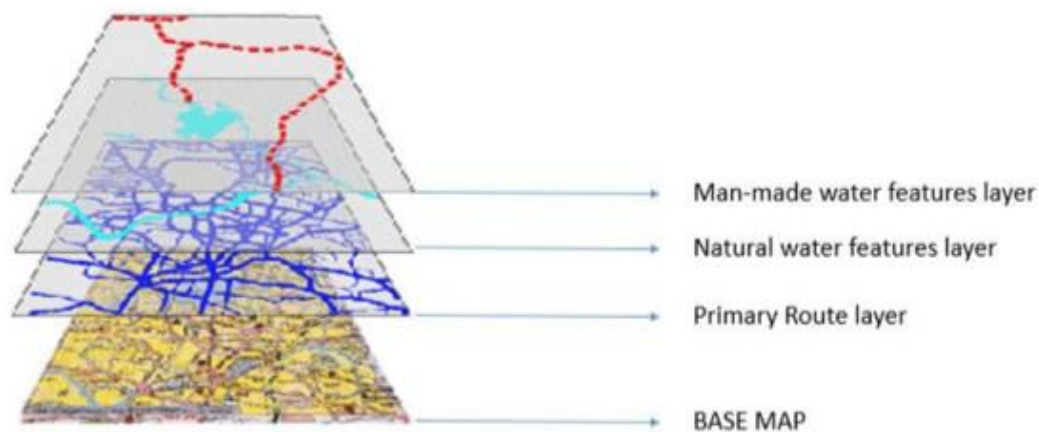 Man-made water features layer
Natural water features layer
Primary Route layer
BASE MAP